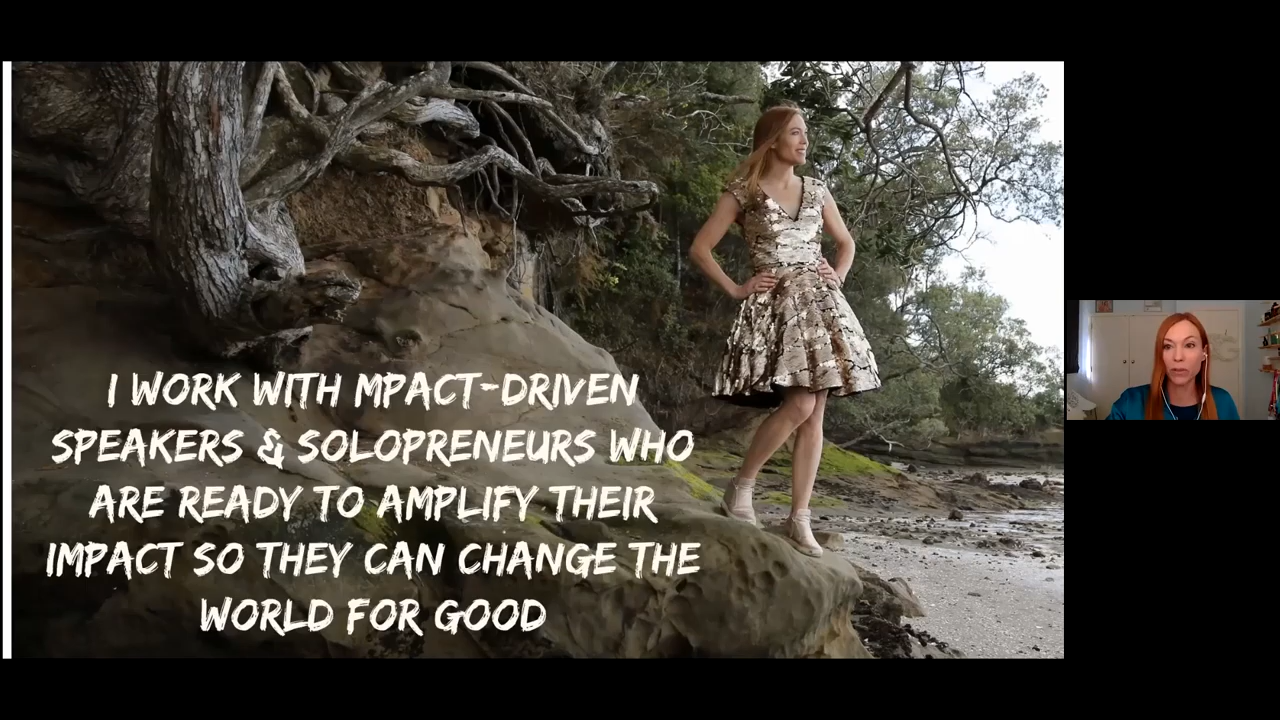 I WORK WITH MPACT-DRIVEN
SPEAKERS & SOLOPRENEURS WHO
ARE READY TO AMPLIFY THEIR
IMPACT SO THEY CAN CHANGE THE
WORLD FOR GOOD